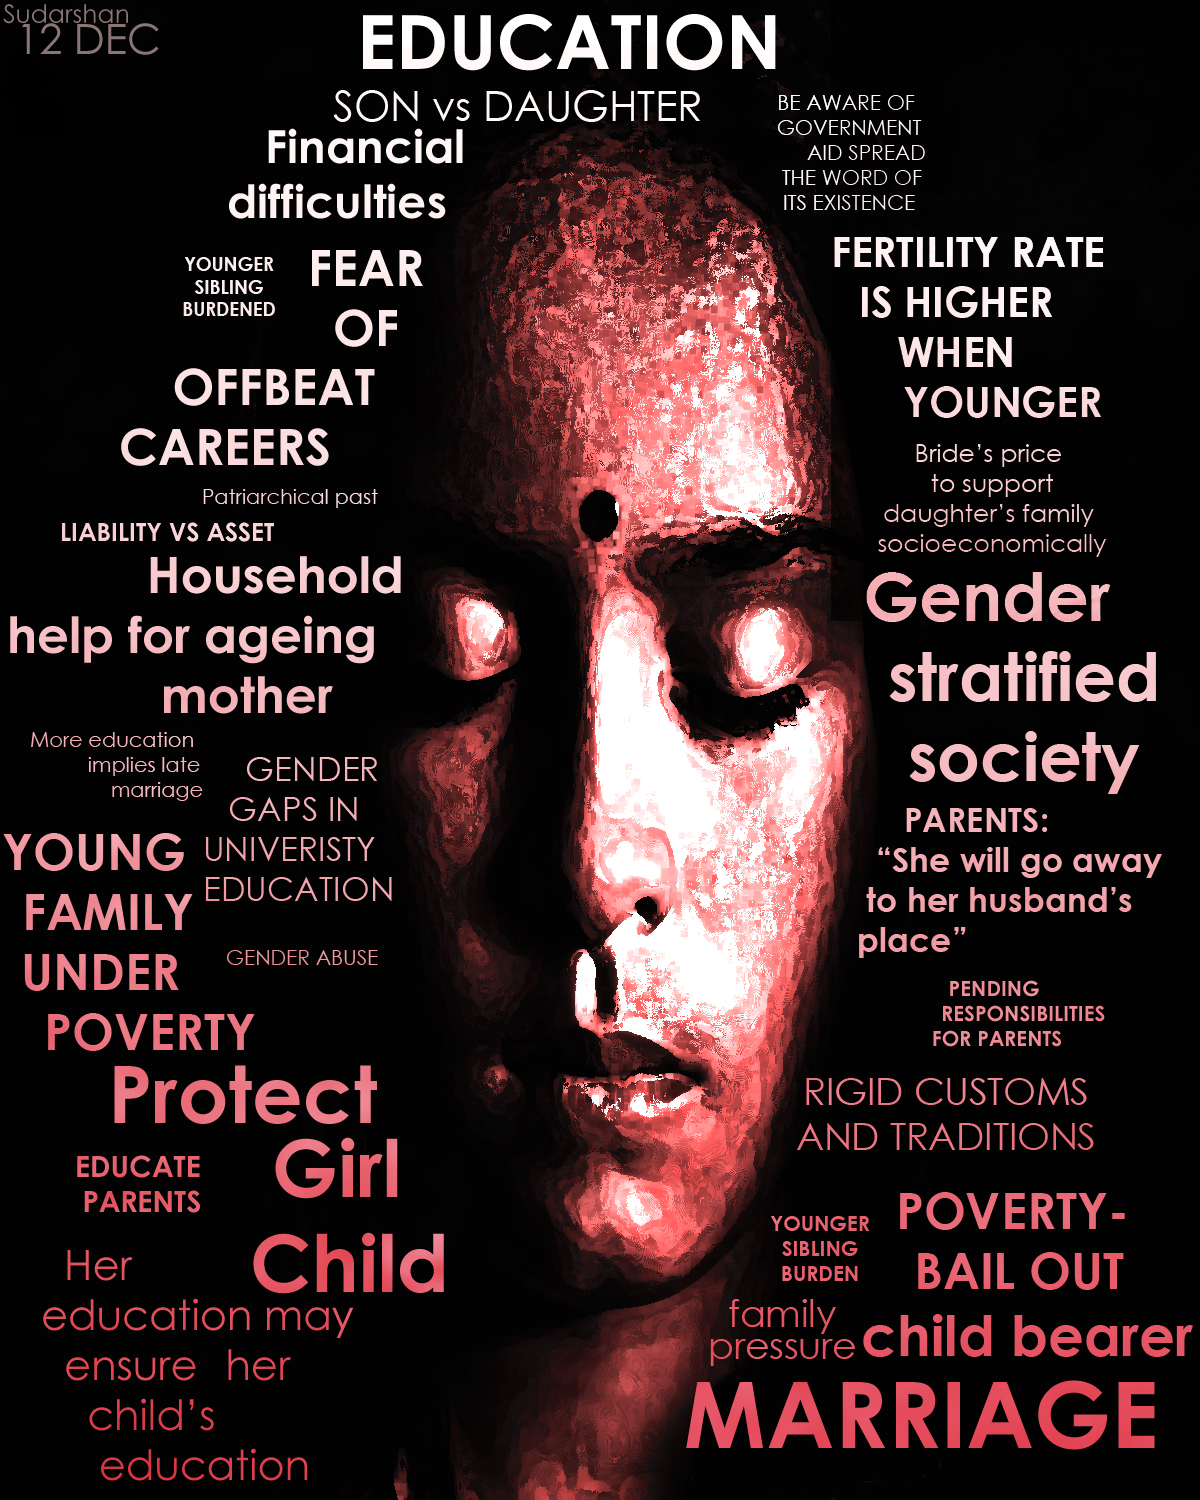 Sudarshan
12 DEC
EDUCATION
SON vs DAUGHTER
Financial
difficulties
YOUNGER
SIBLING
BURDENED
FEAR
OF
OFFBEAT
CAREERS
Patriarchical past
LIABILITY VS ASSET
Household
help for ageing
mother
More education
implies late
marriage
GENDER
GAPS IN
UNIVERISTY
EDUCATION
YOUNG
FAMILY
UNDER
POVERTY
GENDER ABUSE
Protect
Girl
Child
EDUCATE
PARENTS
Her
education may
ensure her
child's
education
BE AWARE OF
GOVERNMENT
AID SPREAD
THE WORD OF
ITS EXISTENCE
FERTILITY RATE
IS HIGHER
WHEN
YOUNGER
Bride's price
to support
daughter's family
socioeconomically
Gender
stratified
society
PARENTS:
“She will go away
to her husband's
place”
PENDING
RESPONSIBILITIES
FOR PARENTS
RIGID CUSTOMS
AND TRADITIONS
YOUNGER
SIBLING
BURDEN
POVERTY-
BAIL OUT
family
pressure
child bearer
MARRIAGE